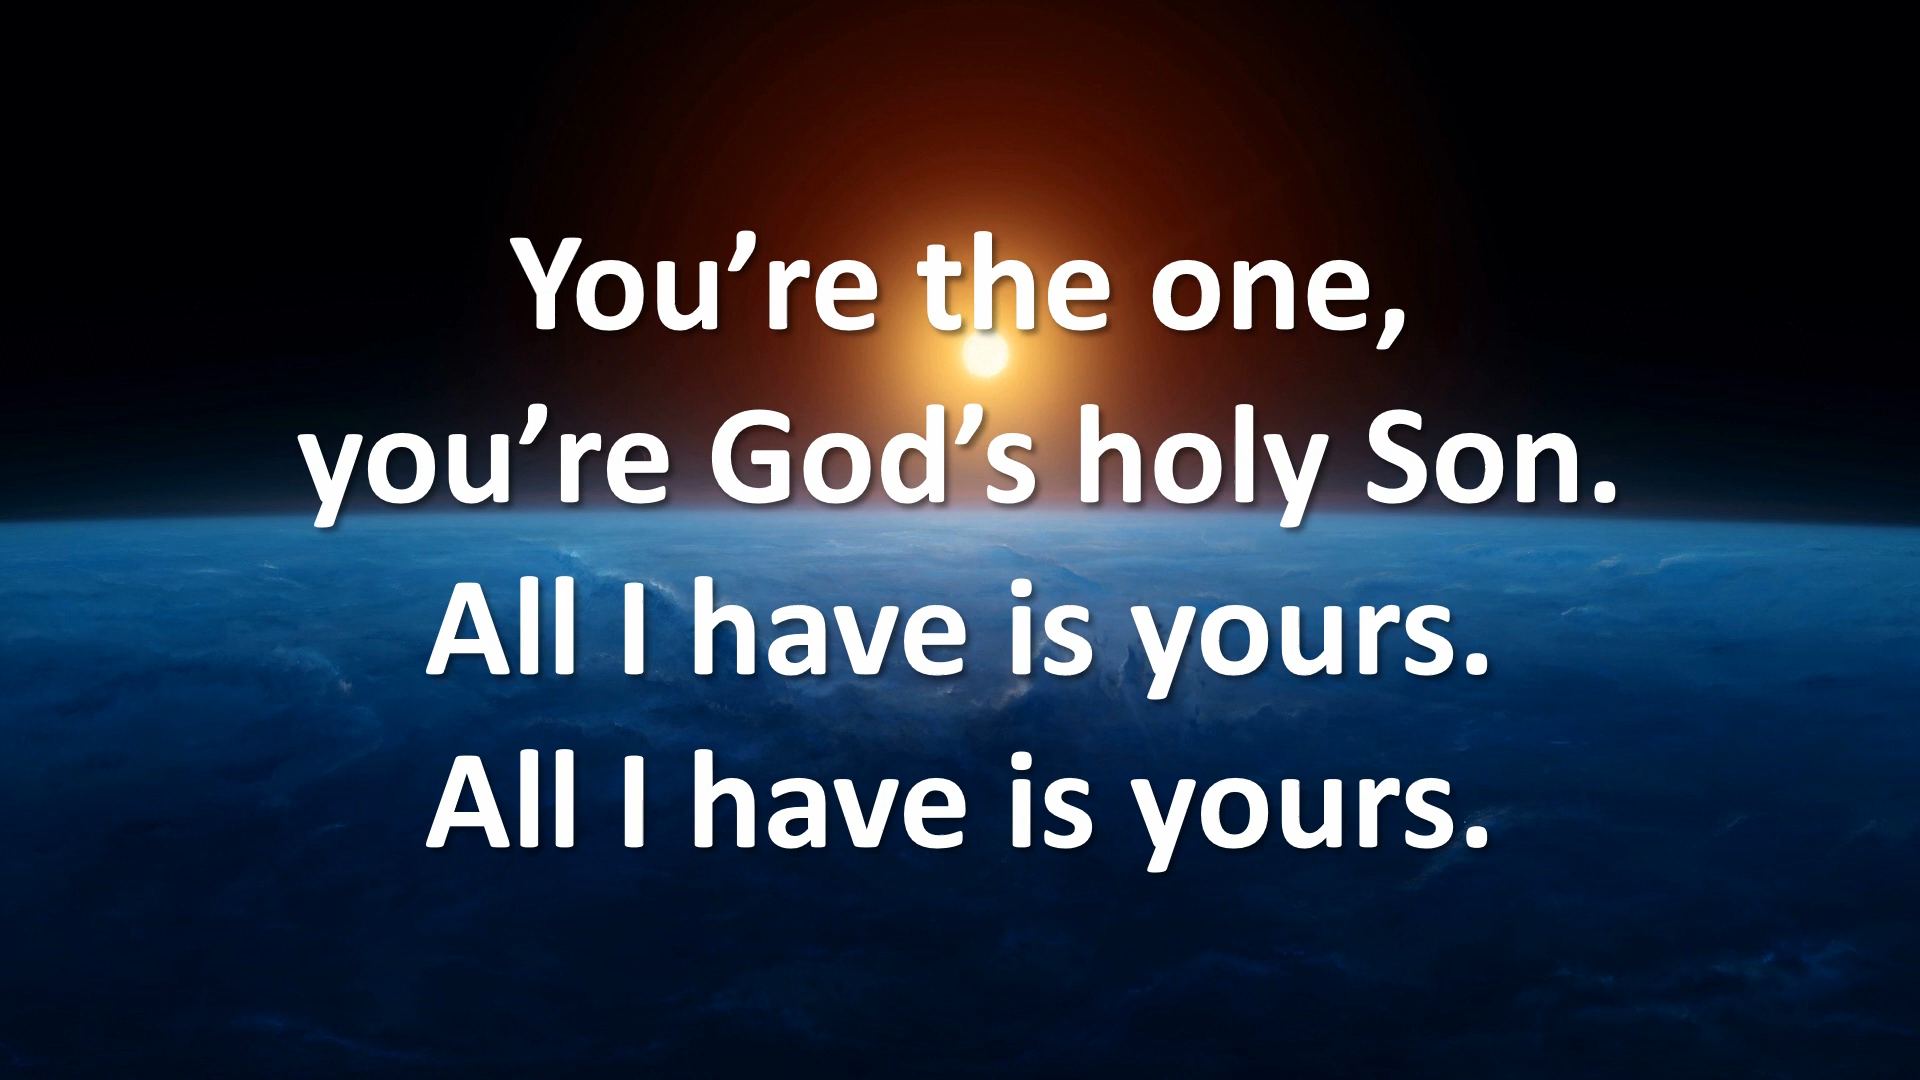 You’re the one,
you’re God’s holy Son.
All I have is yours.
All I have is yours.